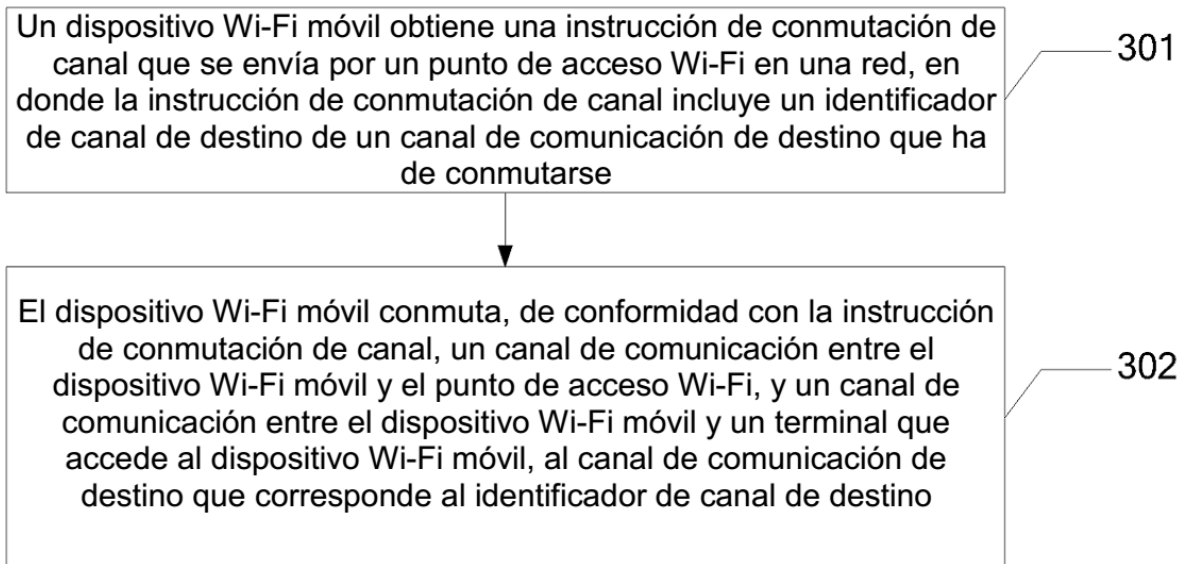 Un dispositivo Wi-Fi móvil obtiene una instrucción de conmutación de
canal que se envía por un punto de acceso Wi-Fi en una red, en
donde la instrucción de conmutación de canal incluye un identificador
de canal de destino de un canal de comunicación de destino que ha
de conmutarse
301
El dispositivo Wi-Fi móvil conmuta, de conformidad con la instrucción
de conmutación de canal, un canal de comunicación entre el
dispositivo Wi-Fi móvil y el punto de acceso Wi-Fi, y un canal de
comunicación entre el dispositivo Wi-Fi móvil y un terminal que
accede al dispositivo Wi-Fi móvil, al canal de comunicación de
destino que corresponde al identificador de canal de destino
302